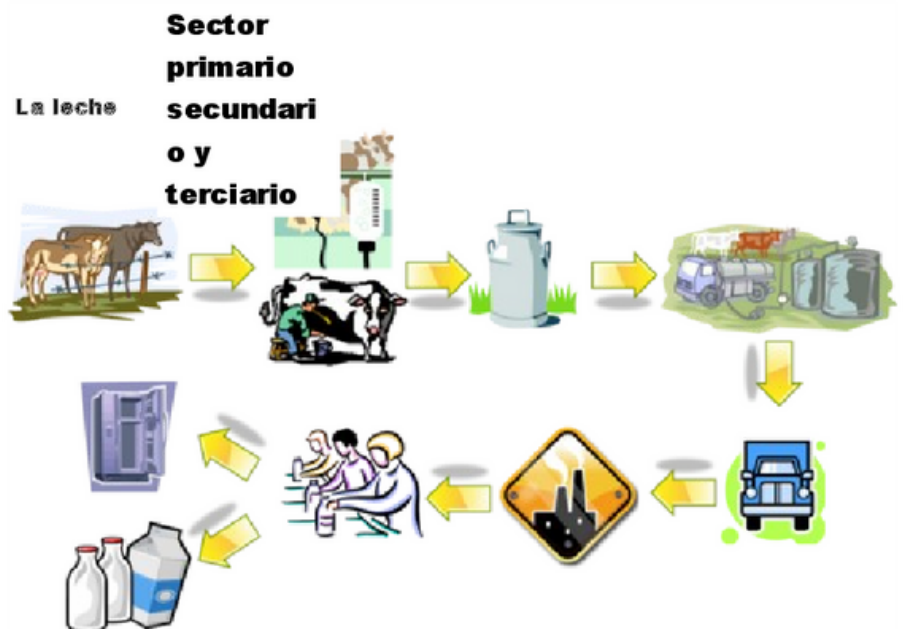 La leche
Sector
primario
secundari
o y
terciario